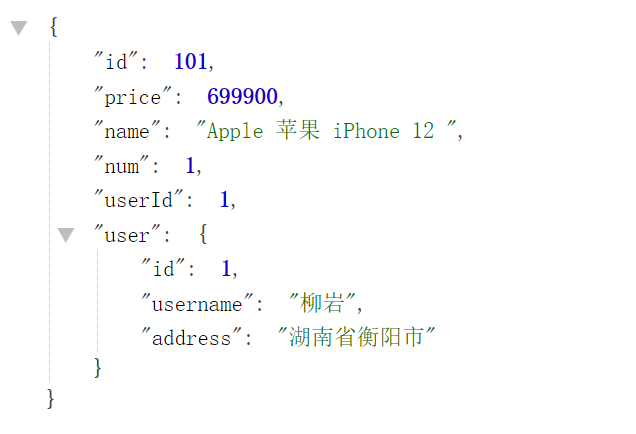 {
"id": 101,
"price": 699900,
"name": "Apple 苹果 iPhone 12 ",
"num": 1,
"userId": 1,
"user": {
"id": 1,
"username": "柳岩",
"address": "湖南省衡阳市"
}
}